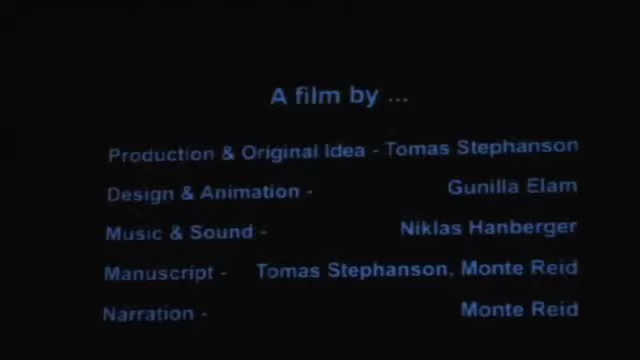 A film by ...
Production & Original Idea - Tomas Stephanson
Design & Animation - Gunilla Elam
Music & Sound - Niklas Hanberger
Manuscript - Tomas Stephanson, Monte Reid
Narration - Monte Reid